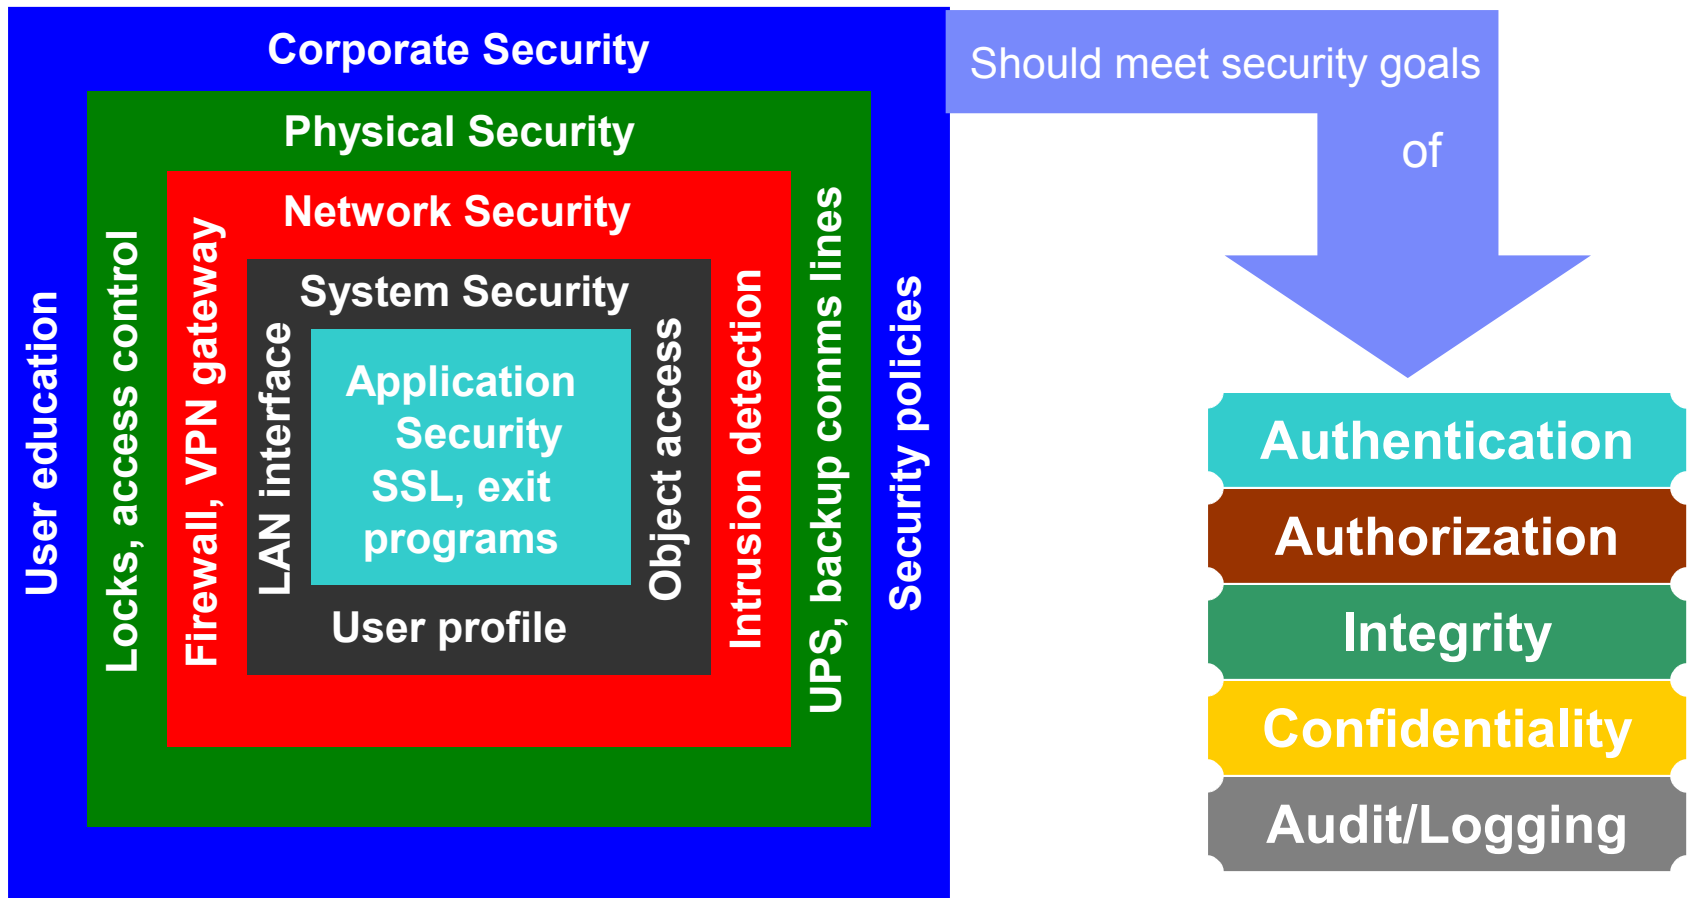 Corporate Security
Physical Security
Network Security
System Security
User education
Locks, access control
Firewall, VPN gateway
LAN interface
Application
Security
SSL, exit
programs
Object access
Intrusion detection
UPS, backup comms lines
Security policies
User profile
Should meet security goals
of
Authentication
Authorization
Integrity
Confidentiality
Audit/Logging